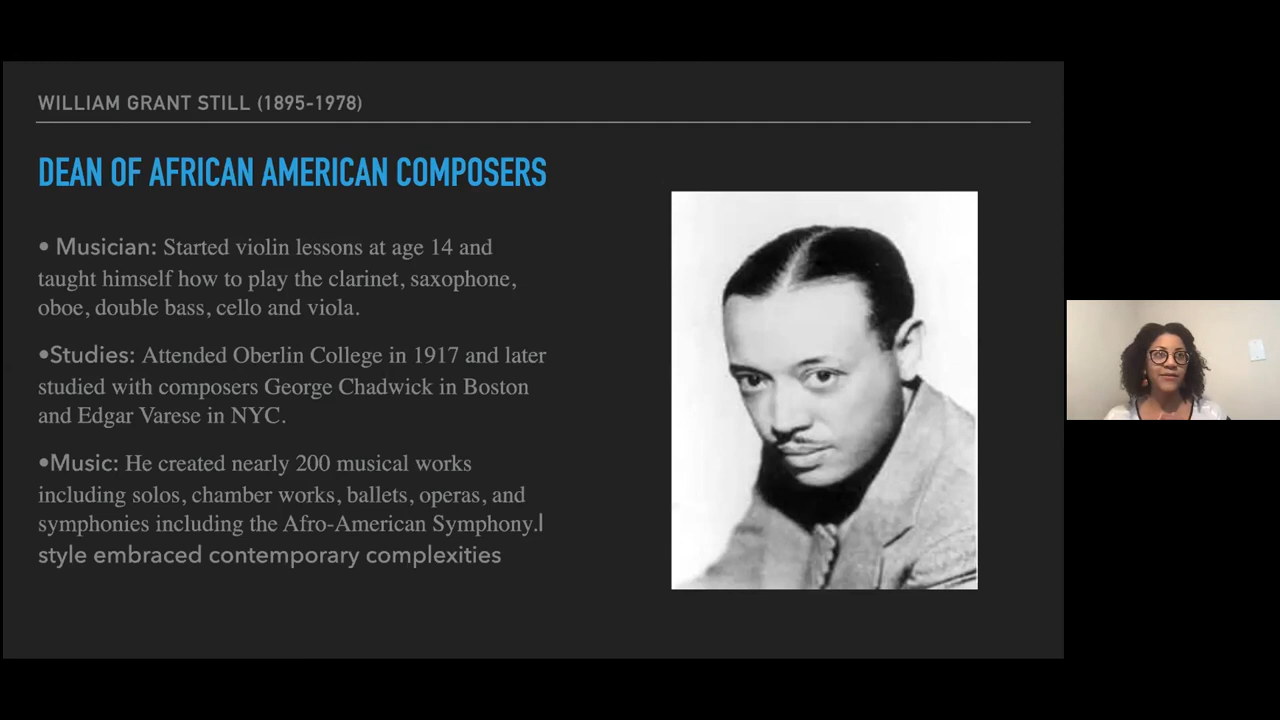 WILLIAM GRANT STILL (1895-1978)
DEAN OF AFRICAN AMERICAN COMPOSERS
• Musician: Started violin lessons at age 14 and
taught himself how to play the clarinet, saxophone,
oboe, double bass, cello and viola.
•Studies: Attended Oberlin College in 1917 and later
studied with composers George Chadwick in Boston
and Edgar Varese in NYC.
•Music: He created nearly 200 musical works
including solos, chamber works, ballets, operas, and
symphonies including the Afro-American Symphony.l
style embraced contemporary complexities